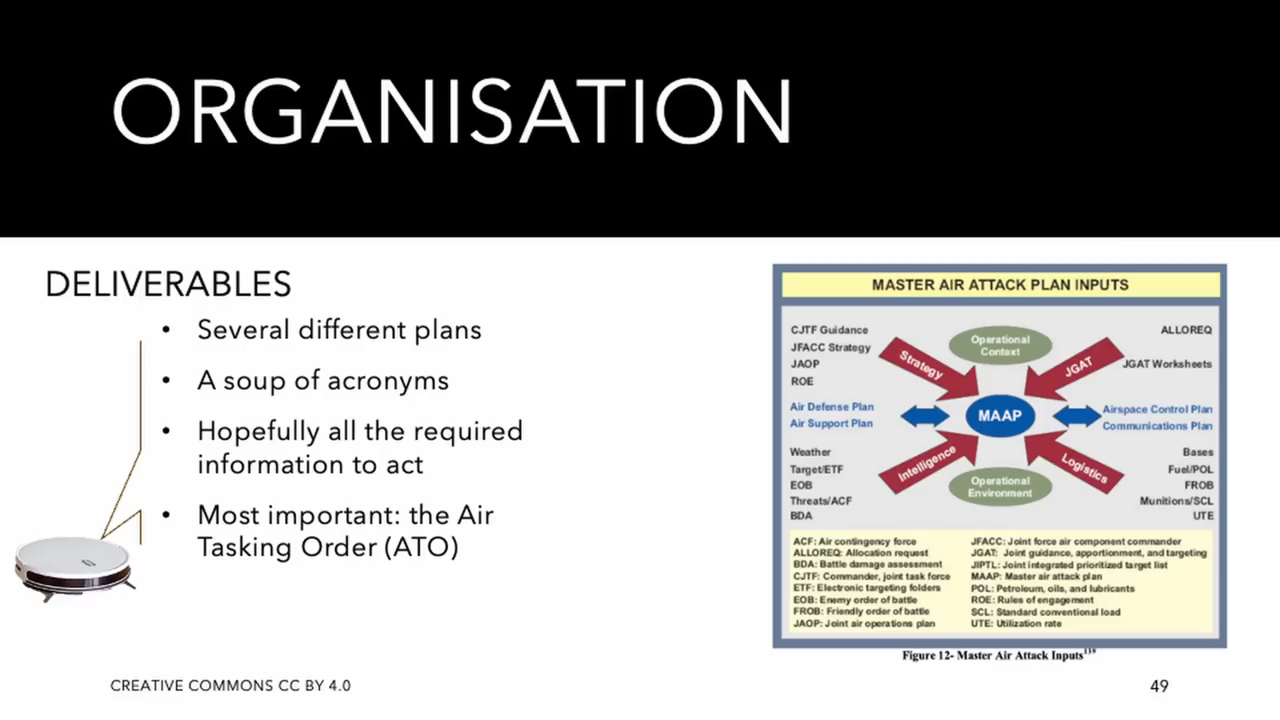 ORGANISATION
DELIVERABLES
• Several different plans
• A soup of acronyms
• Hopefully all the required
information to act
• Most important: the Air
Tasking Order (ATO)
MASTER AIR ATTACK PLAN INPUTS
CJTF Guidance
JFACC Strategy
JAOP
ROE
Air Defense Plan
Air Support Plan
Weather
Target/ETF
EOB
Threats/ACF
BDA
Strategy
Operational
Context
JGAT
MAAP
Intelligence
Operational
Environment
Logistics
ALLOREQ
JGAT Worksheets
Airspace Control Plan
Communications Plan
Bases
Fuel/POL
FROB
Munitions/SCL
UTE
ACF: Air contingency force
ALLOREQ: Allocation request
BDA: Battle damage assessment
CJTF: Commander, joint task force
ETF: Electronic targeting folders
EOB: Enemy order of battle
FROB: Friendly order of battle
JAOP: Joint air operations plan
JFACC: Joint force air component commander
JGAT: Joint guidance, apportionment, and targeting
JIPTL: Joint integrated prioritized target list
MAAP: Master air attack plan
POL: Petroleum, oils, and lubricants
ROE: Rules of engagement
SCL: Standard conventional load
UTE: Utilization rate
Figure 12- Master Air Attack Inputs139
CREATIVE COMMONS CC BY 4.0
49